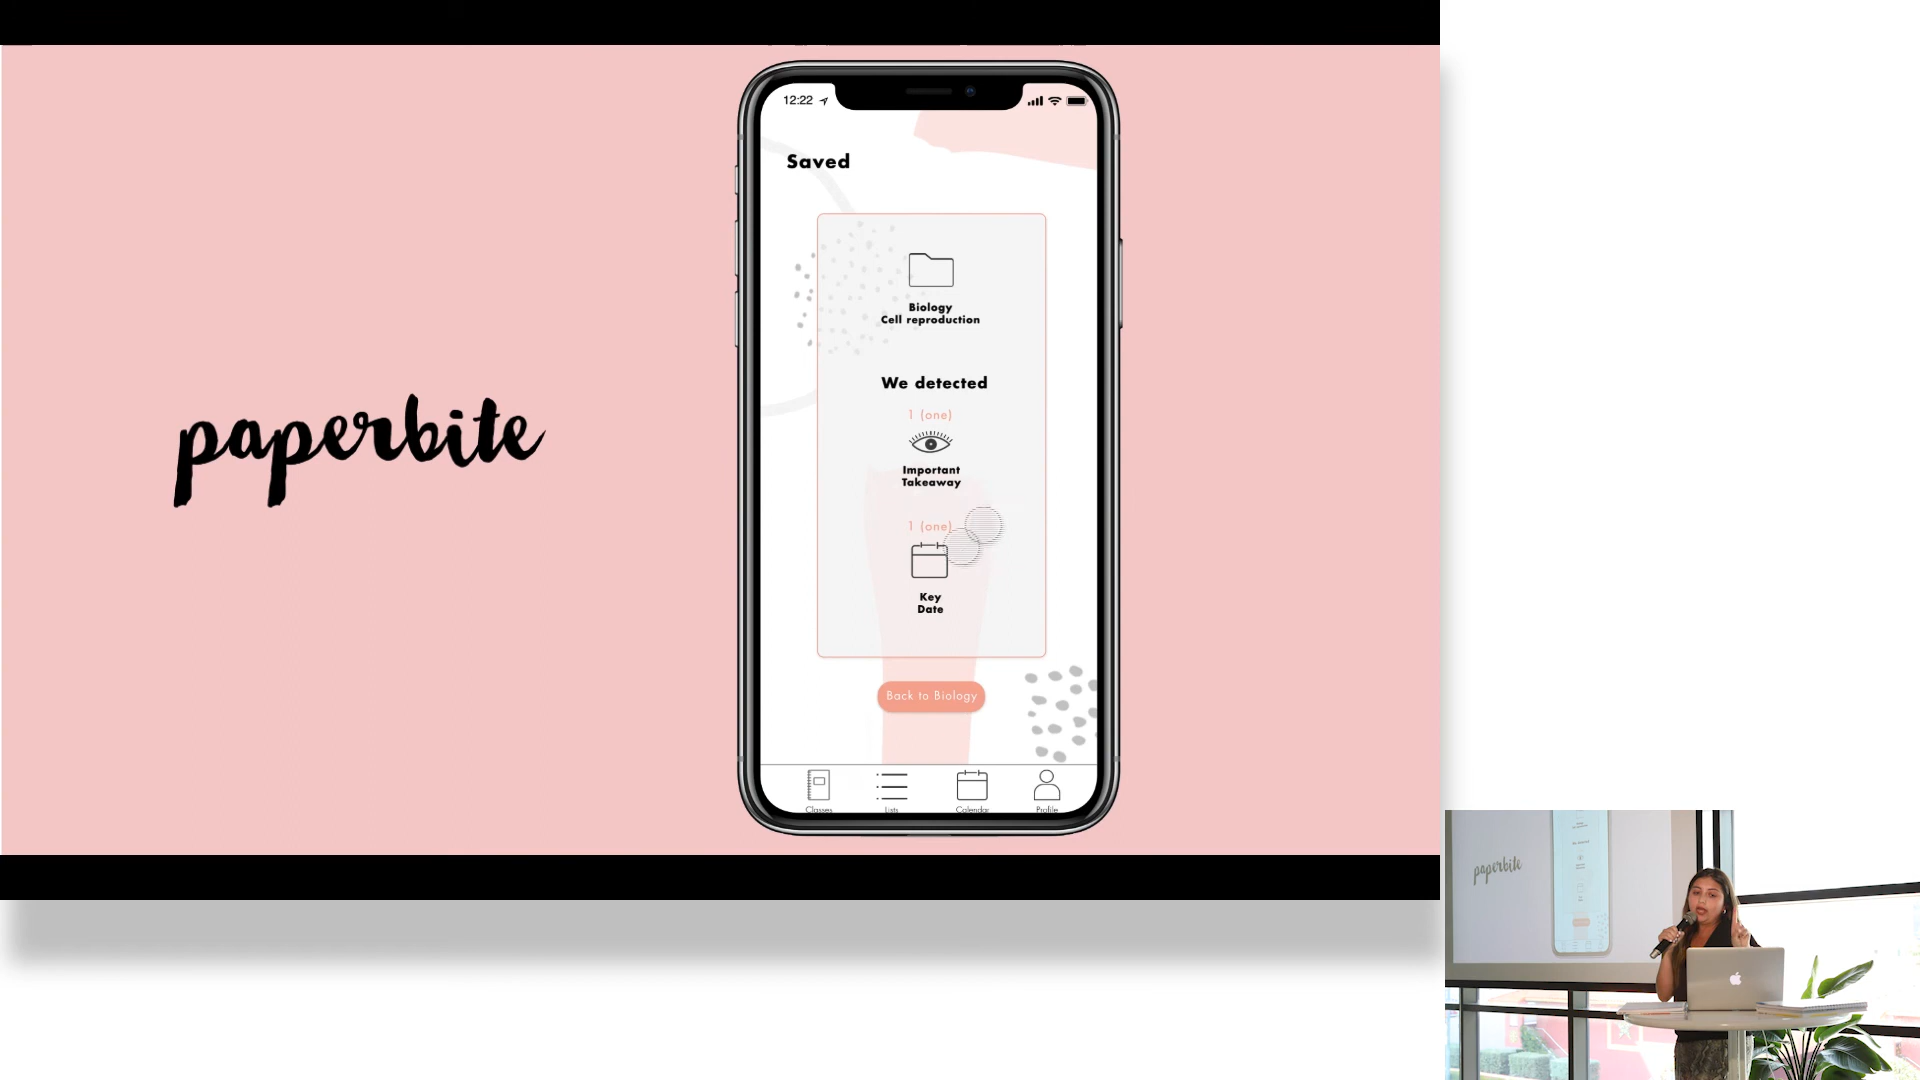 paperbite
12:22
Saved
Biology
Cell reproduction
We detected
1 (one)
Important
Takeaway
1 (one)
Key
Date
Back to Biology
Classes
Lists
Calendar
Profile
paperbite